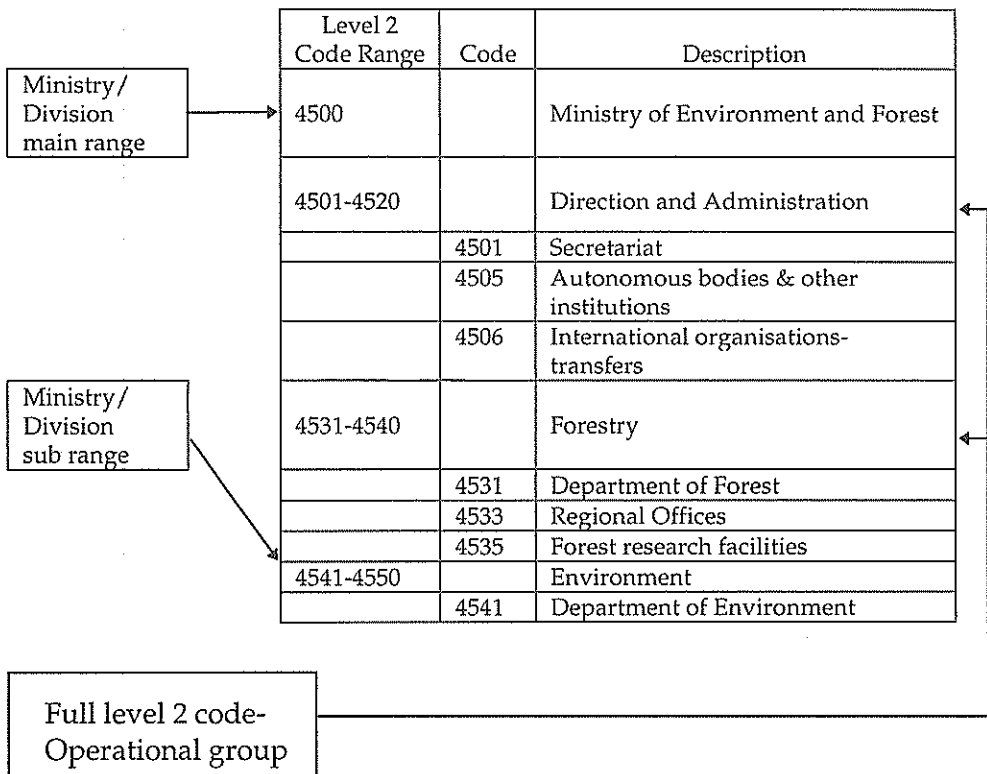 Level 2 Code Range Code Description
Ministry/
Division
main range
4500 Ministry of Environment and Forest
4501-4520 Direction and Administration
4501 Secretariat
4505 Autonomous bodies & other
institutions
4506 International organisations-
transfers
Ministry/
Division
sub range
4531-4540 Forestry
4531 Department of Forest
4533 Regional Offices
4535 Forest research facilities
4541-4550 Environment
4541 Department of Environment
Full level 2 code-
Operational group